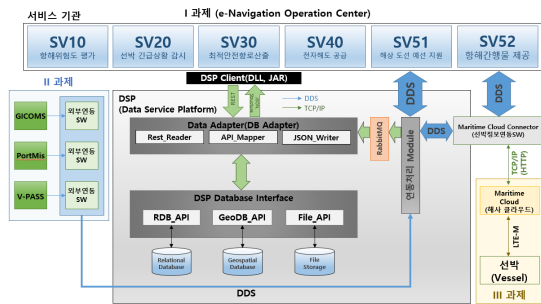 서비스 기관
I 과제 (e-Navigation Operation Center)
SV10
항해위험도 평가
SV20
선박 긴급상황 감시
SV30
최적안전항로산출
SV40
전자해도 공급
SV51
해상 도선 예선 지원
SV52
항해간행물 제공
DSP Client(DLL, JAR)
II 과제
GICOMS
외부연동
SW
PortMis
외부연동
SW
V-PASS
외부연동
SW
DSP
(Data Service Platform)
REST
DDS
TCP/IP
Data Adapter(DB Adapter)
Rest_Reader
API_Mapper
JSON_Writer
RabbitMQ
연동처리 Module
DDS
DDS
DDS
Maritime Cloud Connector
(선박정보연동SW)
TCP/IP
(HTTP)
Maritime
Cloud
(해사 클라우드)
LTE-M
선박
(Vessel)
III 과제
DSP Database Interface
RDB_API
GeoDB_API
File_API
Relational
Database
Geospatial
Database
File
Storage
DDS